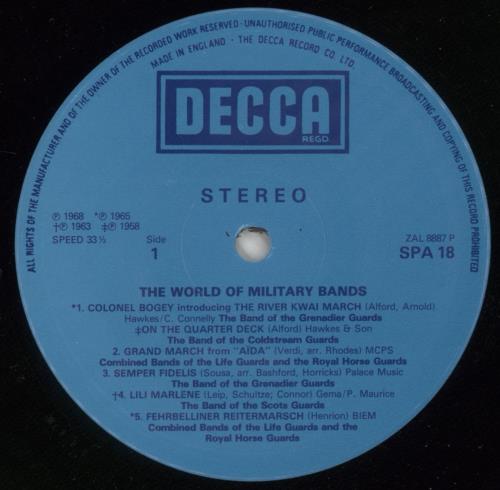 ALL RIGHTS OF THE MANUFACTURER AND OF THE OWNER OF THE RECORDED WORK RESERVED · UNAUTHORISED PUBLIC PERFORMANCE BROADCASTING AND COPYING OF THIS RECORD PROHIBITED
MADE IN ENGLAND · THE DECCA RECORD CO. LTD.
DECCA
REGD
STEREO
℗ 1968 *℗ 1965
†℗ 1963 ‡℗ 1958
SPEED 33⅓
Side
1
ZAL 8887 P
SPA 18
THE WORLD OF MILITARY BANDS
*1. COLONEL BOGEY introducing THE RIVER KWAI MARCH (Alford, Arnold)
Hawkes/C. Connelly The Band of the Grenadier Guards
‡ON THE QUARTER DECK (Alford) Hawkes & Son
The Band of the Coldstream Guards
2. GRAND MARCH from "AÏDA" (Verdi, arr. Rhodes) MCPS
Combined Bands of the Life Guards and the Royal Horse Guards
3. SEMPER FIDELIS (Sousa, arr. Bashford, Horricks) Palace Music
The Band of the Grenadier Guards
†4. LILI MARLENE (Leip, Schultze; Connor) Gema/P. Maurice
The Band of the Scots Guards
*5. FEHRBELLINER REITERMARSCH (Henrion) BIEM
Combined Bands of the Life Guards and the
Royal Horse Guards